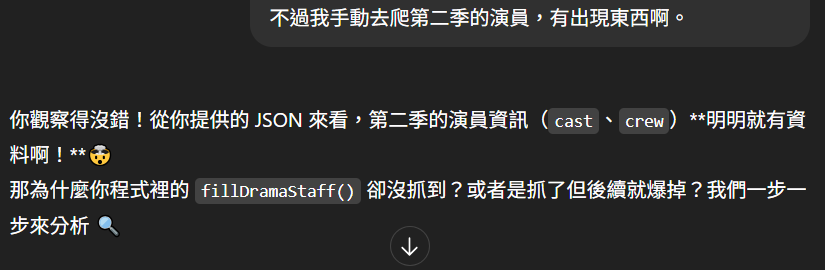 不過我手動去爬第二季的演員，有出現東西啊。
你觀察得沒錯！從你提供的 JSON 來看，第二季的演員資訊（cast、crew）**明明就有資
料啊！**🤯
那為什麼你程式裡的 fillDramaStaff() 卻沒抓到？或者是抓了但後續就爆掉？我們一步一
步來分析 🔍